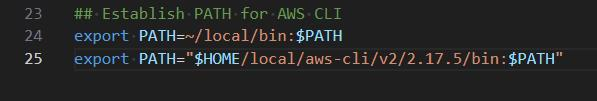 23 ## Establish PATH for AWS CLI
24 export PATH=~/local/bin:$PATH
25 export PATH="$HOME/local/aws-cli/v2/2.17.5/bin:$PATH"